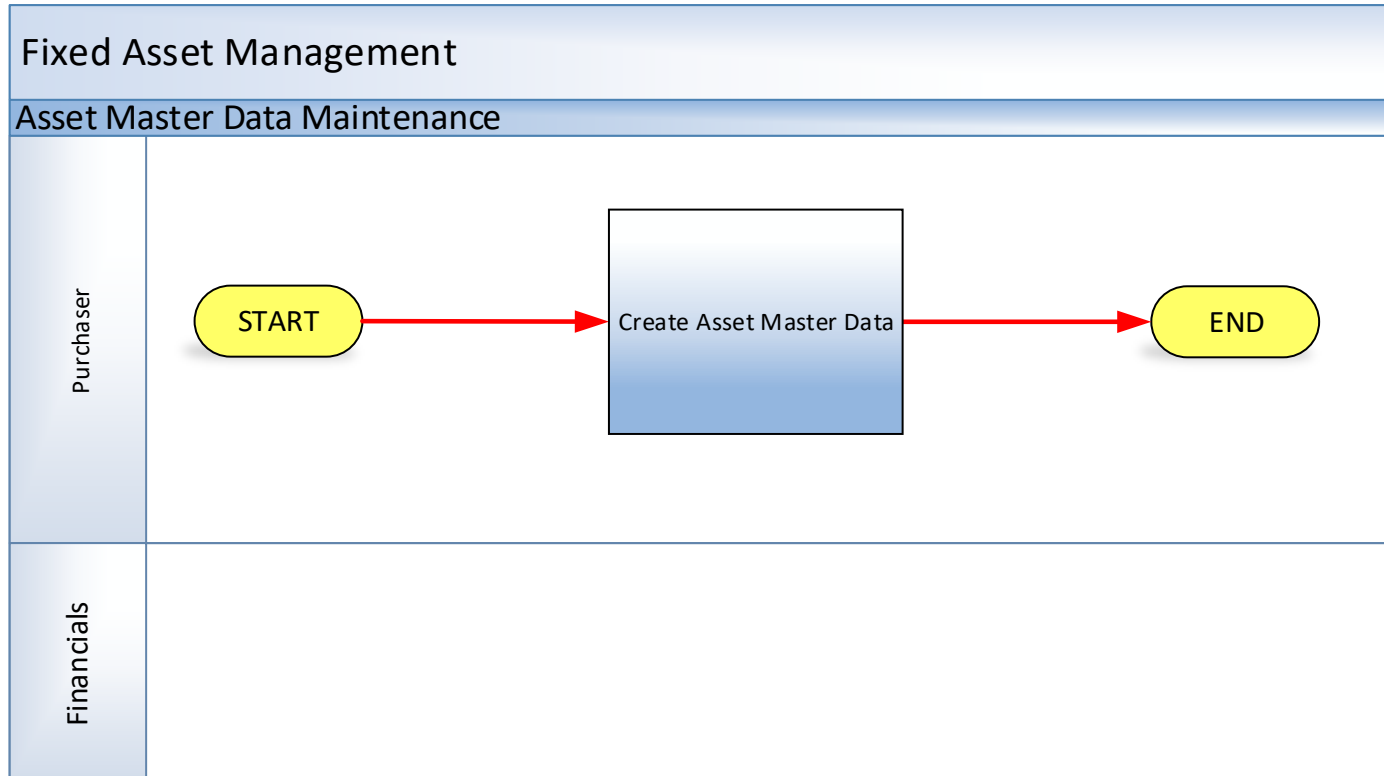 Fixed Asset Management
Asset Master Data Maintenance
Purchaser
START
Create Asset Master Data
END
Financials